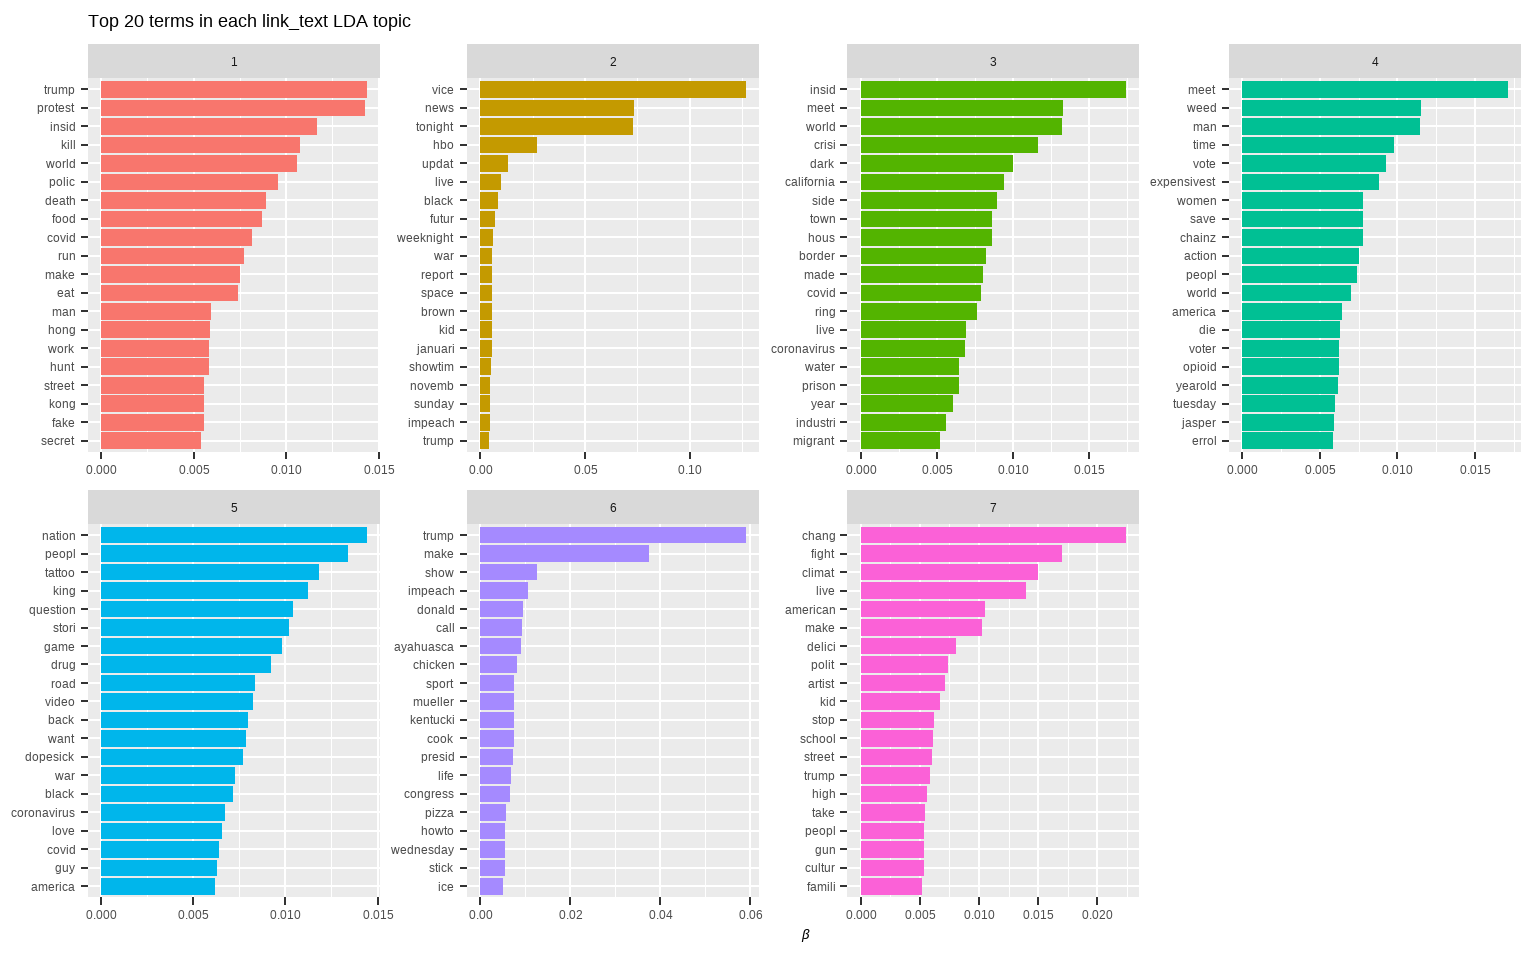 Top 20 terms in each link_text LDA topic
1
trump
protest
insid
kill
world
polic
death
food
covid
run
make
eat
man
hong
work
hunt
street
kong
fake
secret
0.000 0.005 0.010 0.015
2
vice
news
tonight
hbo
updat
live
black
futur
weeknight
war
report
space
brown
kid
januari
showtim
novemb
sunday
impeach
trump
0.00 0.05 0.10
3
insid
meet
world
crisi
dark
california
side
town
hous
border
made
covid
ring
live
coronavirus
water
prison
year
industri
migrant
0.000 0.005 0.010 0.015
4
meet
weed
man
time
vote
expensivest
women
save
chainz
action
peopl
world
america
die
voter
opioid
yearold
tuesday
jasper
errol
0.000 0.005 0.010 0.015
5
nation
peopl
tattoo
king
question
stori
game
drug
road
video
back
want
dopesick
war
black
coronavirus
love
covid
guy
america
0.000 0.005 0.010 0.015
6
trump
make
show
impeach
donald
call
ayahuasca
chicken
sport
mueller
kentucki
cook
presid
life
congress
pizza
howto
wednesday
stick
ice
0.00 0.02 0.04 0.06
7
chang
fight
climat
live
american
make
delici
polit
artist
kid
stop
school
street
trump
high
take
peopl
gun
cultur
famili
0.000 0.005 0.010 0.015 0.020
β